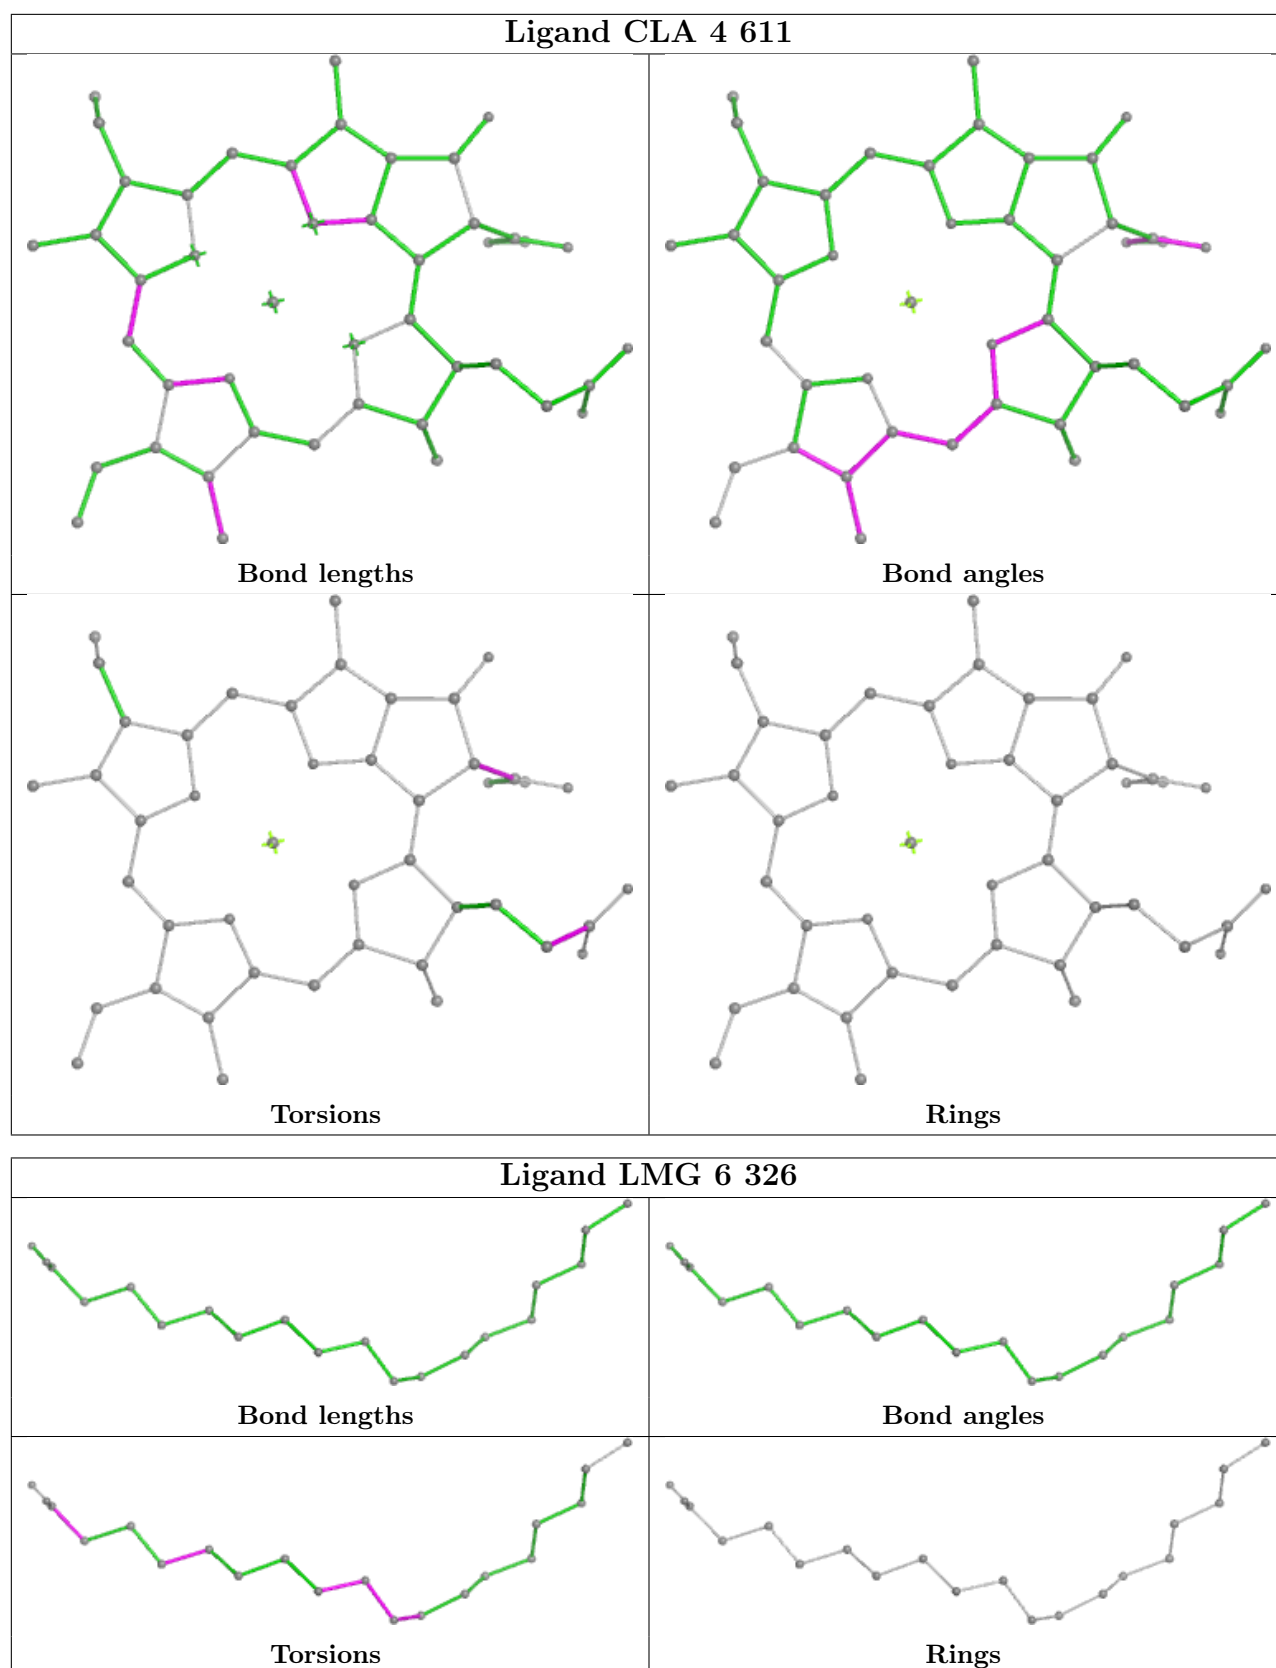 Ligand CLA 4 611
Bond lengths
Bond angles
Torsions
Rings
Ligand LMG 6 326
Bond lengths
Bond angles
Torsions
Rings